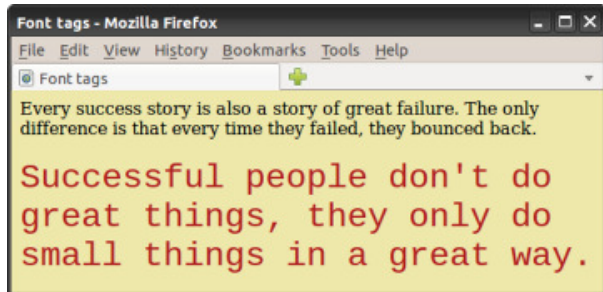 Font tags - Mozilla Firefox
File Edit View History Bookmarks Tools Help
Font tags
Every success story is also a story of great failure. The only
difference is that every time they failed, they bounced back.
Successful people don't do
great things, they only do
small things in a great way.